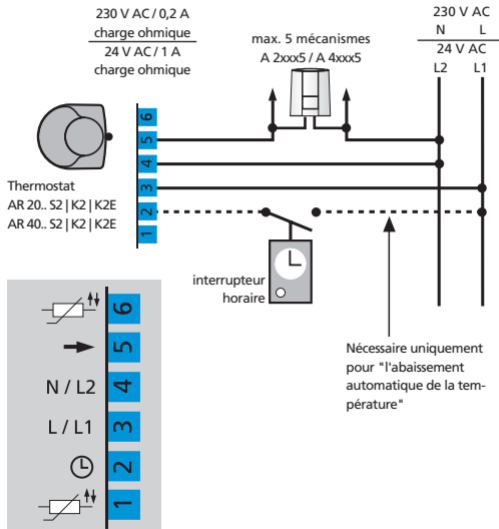 230 V AC / 0,2 A
charge ohmique
24 V AC / 1 A
charge ohmique
max. 5 mécanismes
A 2xxx5 / A 4xxx5
230 V AC
N L
24 V AC
L2 L1
6
5
4
3
2
1
Thermostat
AR 20.. S2 | K2 | K2E
AR 40.. S2 | K2 | K2E
interrupteur
horaire
Nécessaire uniquement
pour "l'abaissement
automatique de la tem-
pérature"
6
5
N / L2 4
L / L1 3
2
1